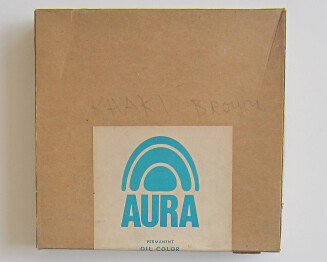 KHAKI BROWN
AURA
PERMANENT
OIL COLOR